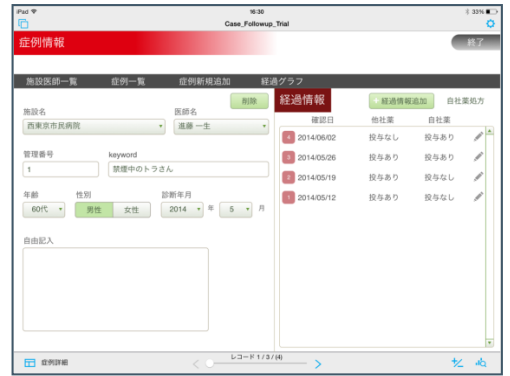 iPad 16:30 33%
Case_Followup_Trial
症例情報 終了
施設医師一覧 症例一覧 症例新規追加 経過グラフ
削除
施設名 医師名
西東京市民病院 進藤 一生
管理番号 keyword
1 禁煙中のトラさん
年齢 性別 診断年月
60代 男性 女性 2014 年 5 月
自由記入
経過情報 + 経過情報追加 自社薬処方
確認日 他社薬 自社薬
4 2014/06/02 投与なし 投与あり
3 2014/05/26 投与あり 投与あり
2 2014/05/19 投与あり 投与なし
1 2014/05/12 投与あり 投与なし
症例詳細 レコード 1 / 3 / (4)